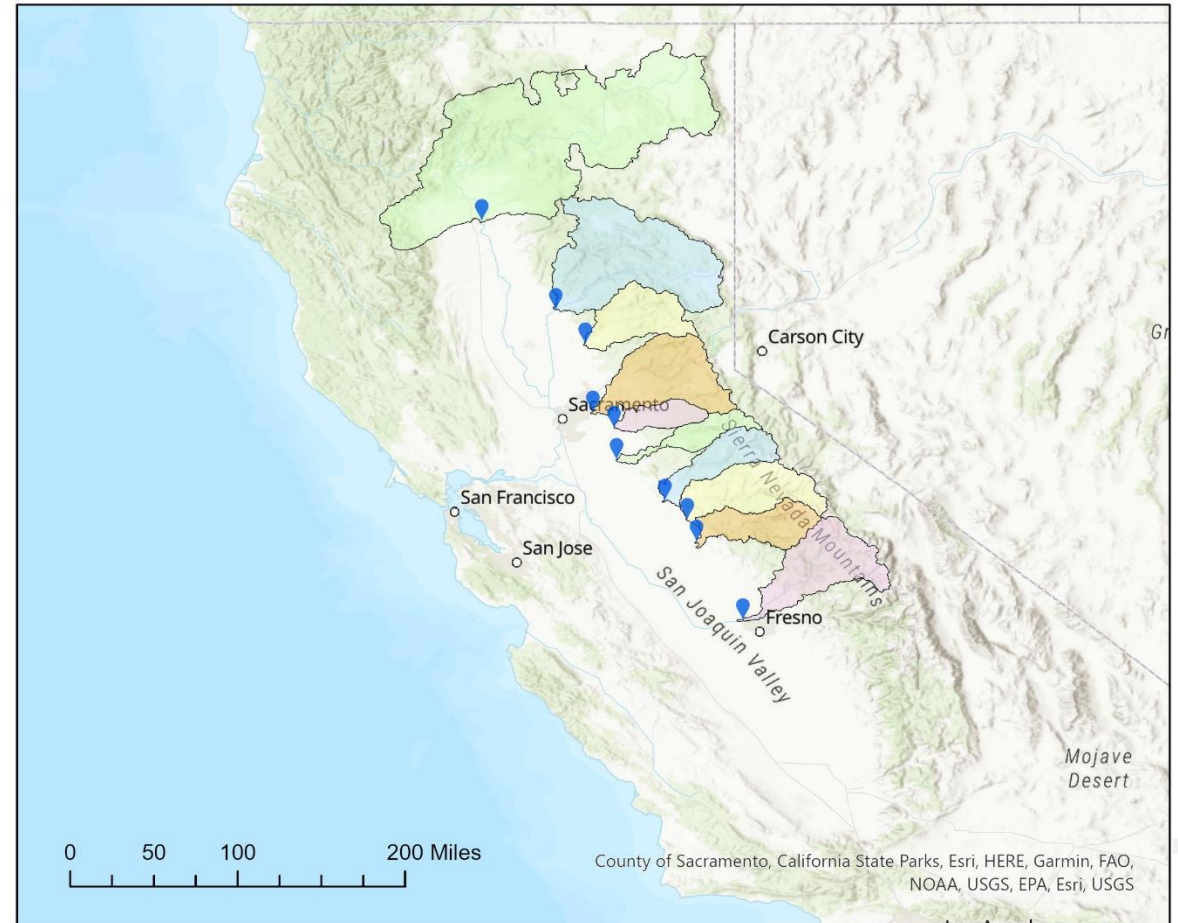 Carson City
Gr
Sacramento
Sierra Nevada Mountains
San Francisco
San Jose
San Joaquin Valley
Fresno
Mojave
Desert
0 50 100 200 Miles
County of Sacramento, California State Parks, Esri, HERE, Garmin, FAO,
NOAA, USGS, EPA, Esri, USGS